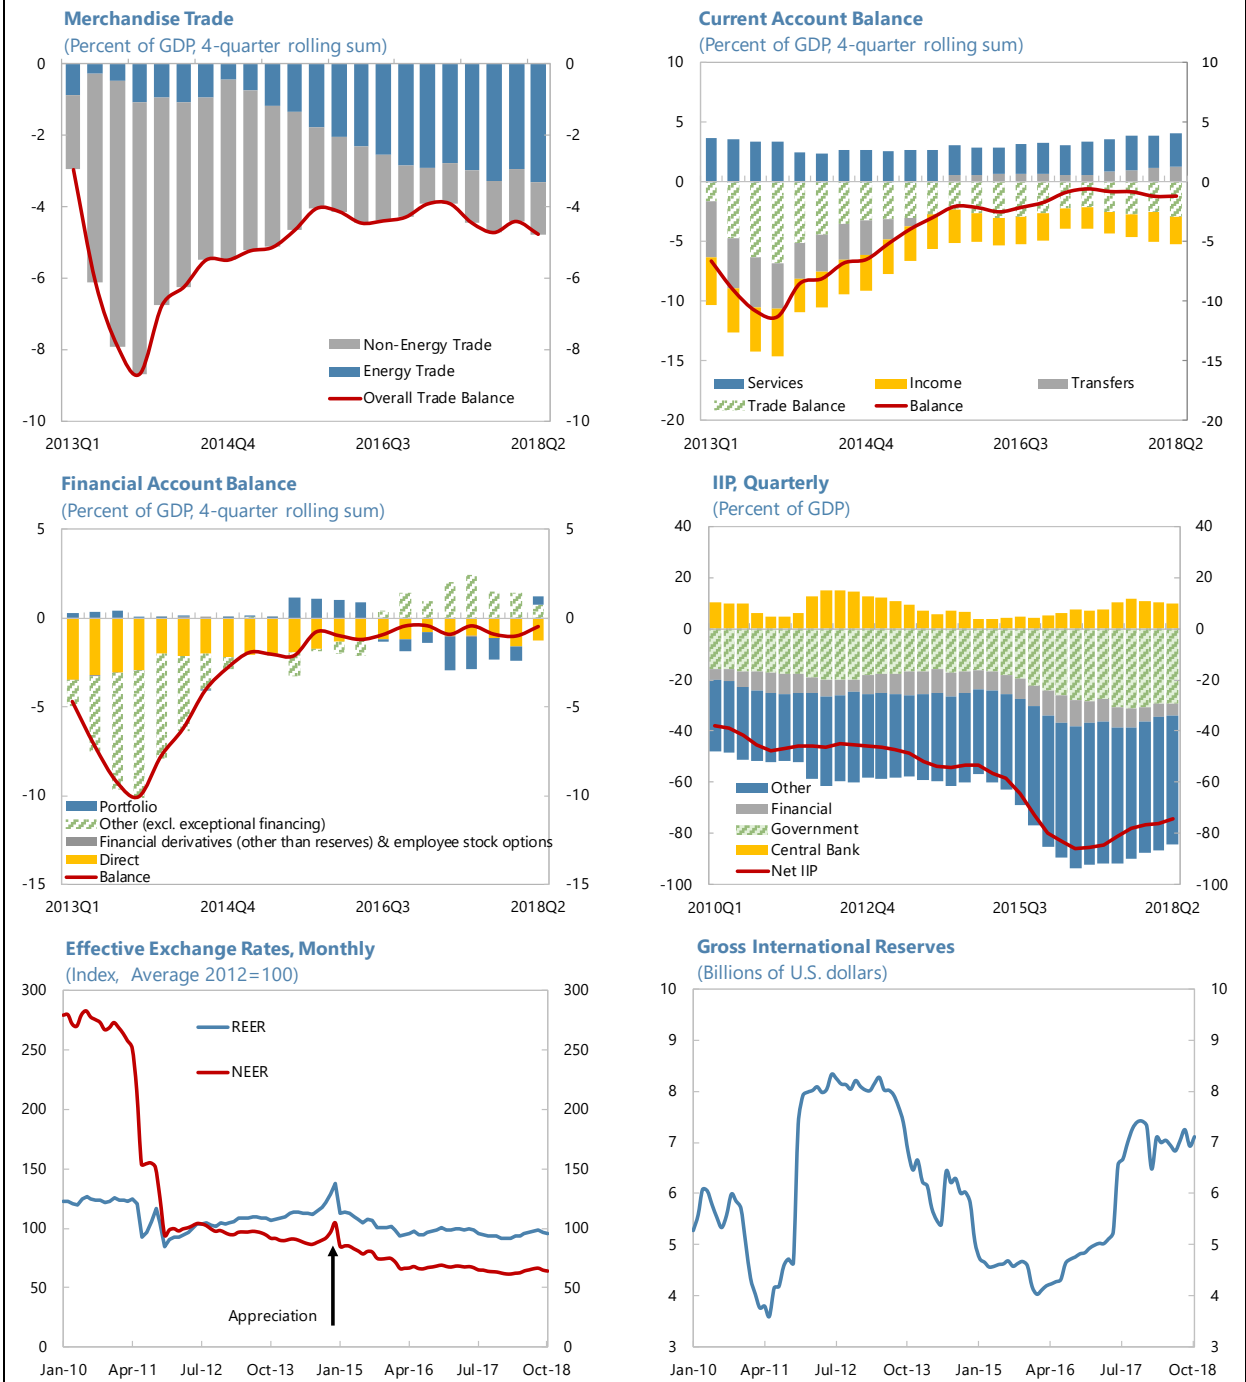 Merchandise Trade
(Percent of GDP, 4-quarter rolling sum)
0 0
-2 -2
-4 -4
-6 -6
-8 -8
-10 -10
Non-Energy Trade
Energy Trade
Overall Trade Balance
2013Q1 2014Q4 2016Q3 2018Q2
Current Account Balance
(Percent of GDP, 4-quarter rolling sum)
10 10
5 5
0 0
-5 -5
-10 -10
-15 -15
-20 -20
Services Income Transfers
Trade Balance Balance
2013Q1 2014Q4 2016Q3 2018Q2
Financial Account Balance
(Percent of GDP, 4-quarter rolling sum)
5 5
0 0
-5 -5
-10 -10
-15 -15
Portfolio
Other (excl. exceptional financing)
Financial derivatives (other than reserves) & employee stock options
Direct
Balance
2013Q1 2014Q4 2016Q3 2018Q2
IIP, Quarterly
(Percent of GDP)
40 40
20 20
0 0
-20 -20
-40 -40
-60 -60
-80 -80
-100 -100
Other
Financial
Government
Central Bank
Net IIP
2010Q1 2012Q4 2015Q3 2018Q2
Effective Exchange Rates, Monthly
(Index, Average 2012=100)
300 300
250 250
200 200
150 150
100 100
50 50
0 0
REER
NEER
Appreciation
Jan-10 Apr-11 Jul-12 Oct-13 Jan-15 Apr-16 Jul-17 Oct-18
Gross International Reserves
(Billions of U.S. dollars)
10 10
9 9
8 8
7 7
6 6
5 5
4 4
3 3
Jan-10 Apr-11 Jul-12 Oct-13 Jan-15 Apr-16 Jul-17 Oct-18